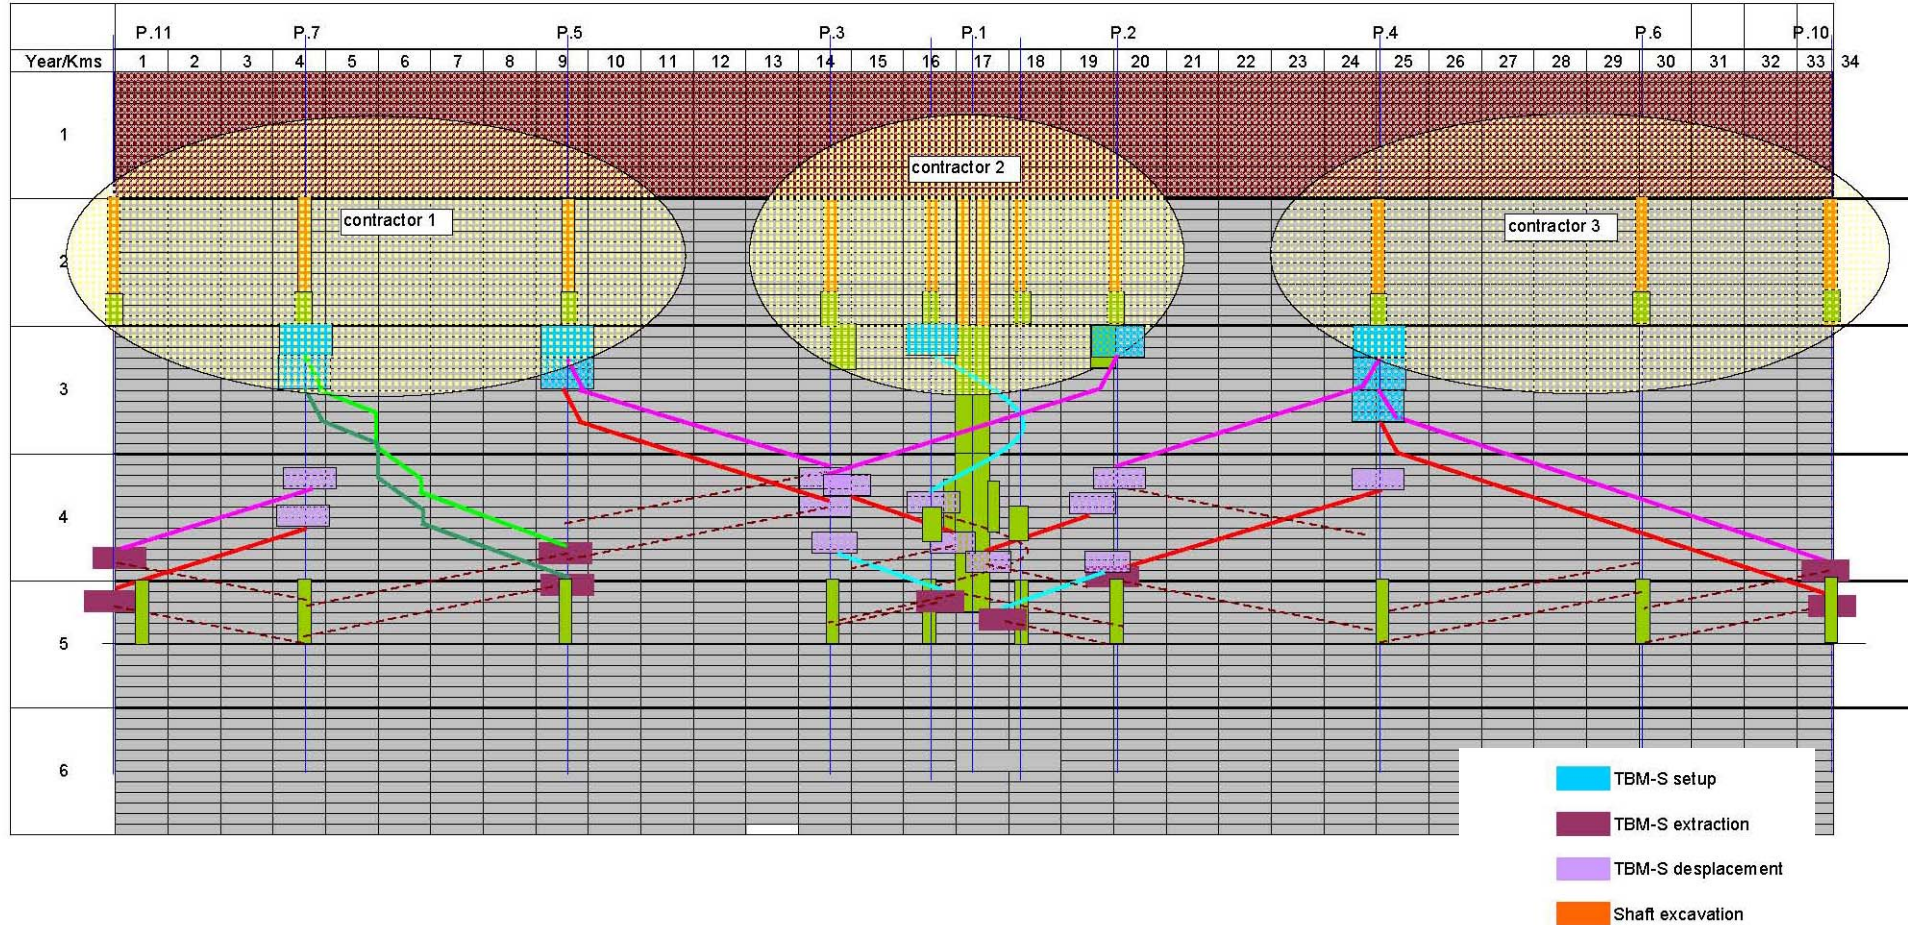 P.11 P.7 P.5 P.3 P.1 P.2 P.4 P.6 P.10
Year/Kms 1 2 3 4 5 6 7 8 9 10 11 12 13 14 15 16 17 18 19 20 21 22 23 24 25 26 27 28 29 30 31 32 33 34
1
contractor 2
contractor 1
contractor 3
2
3
4
5
6
TBM-S setup
TBM-S extraction
TBM-S desplacement
Shaft excavation